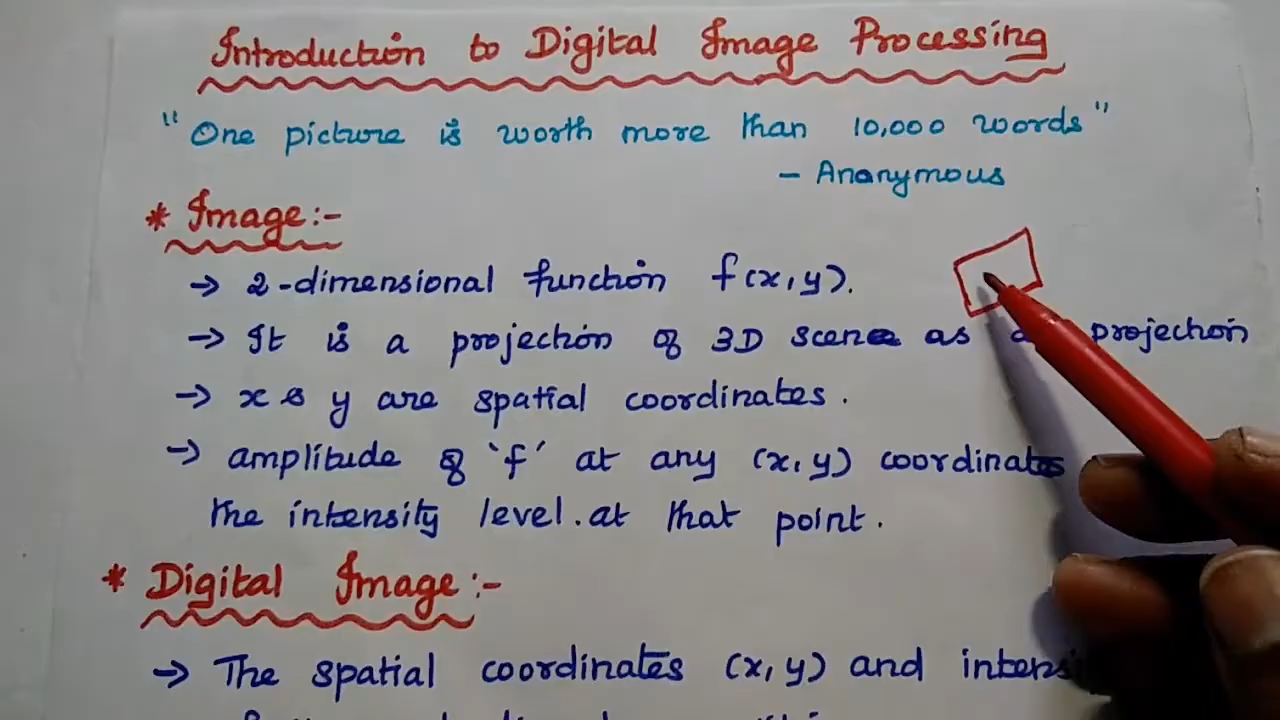 Introduction to Digital Image Processing
"One picture is worth more than 10,000 words"
- Anonymous
* Image:-
→ 2-dimensional function f(x,y).
→ It is a projection of 3D scene as a projection
→ x & y are spatial coordinates.
→ amplitude of 'f' at any (x,y) coordinates
the intensity level.at that point.
* Digital Image:-
→ The spatial coordinates (x,y) and